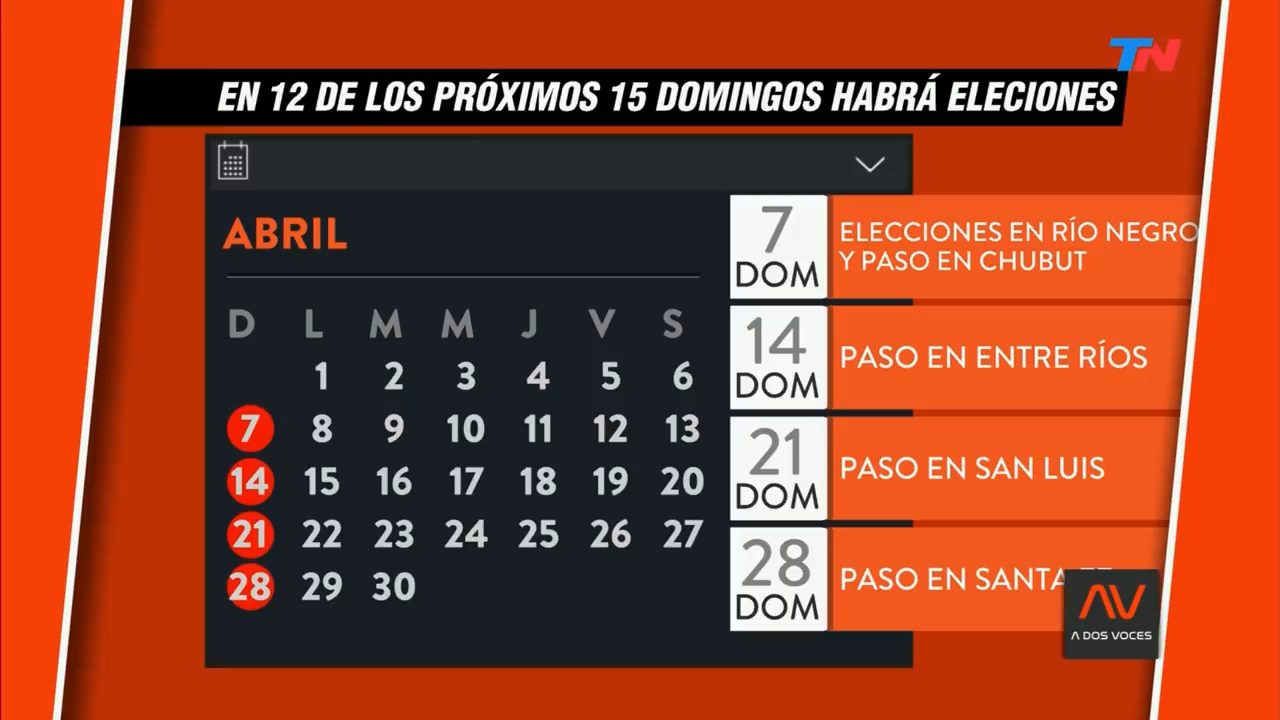 TN
EN 12 DE LOS PRÓXIMOS 15 DOMINGOS HABRÁ ELECIONES
ABRIL
D L M M J V S
1 2 3 4 5 6
7 8 9 10 11 12 13
14 15 16 17 18 19 20
21 22 23 24 25 26 27
28 29 30
7
DOM
ELECCIONES EN RÍO NEGRO
Y PASO EN CHUBUT
14
DOM
PASO EN ENTRE RÍOS
21
DOM
PASO EN SAN LUIS
28
DOM
PASO EN SANTA
AV
A DOS VOCES